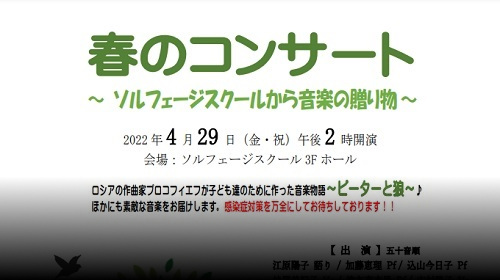 春のコンサート
～ ソルフェージスクールから音楽の贈り物～
2022 年 4 月 29 日（金・祝）午後 2 時開演
会場：ソルフェージスクール 3F ホール
ロシアの作曲家プロコフィエフが子ども達のために作った音楽物語～ピーターと狼～♪
ほかにも素敵な音楽をお届けします。感染症対策を万全にしてお待ちしております！！
【 出 演 】五十音順
江原陽子 語り / 加藤恵理 Pf/ 込山今日子 Pf